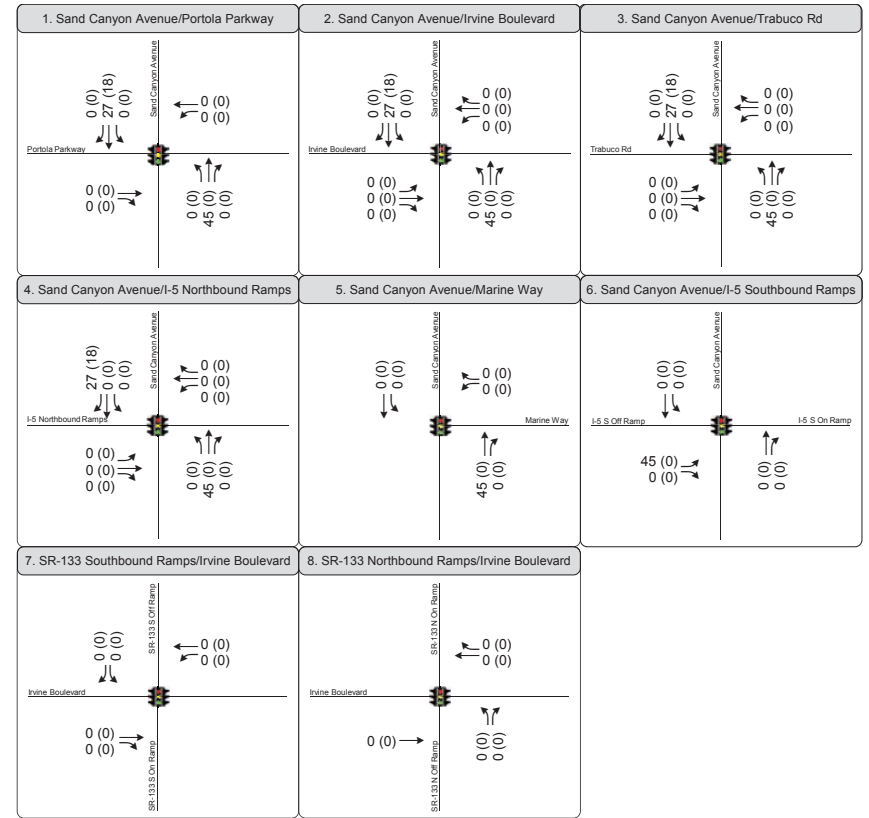 1. Sand Canyon Avenue/Portola Parkway
Sand Canyon Avenue
0 (0)
27 (18)
0 (0)
0 (0)
0 (0)
Portola Parkway
0 (0)
0 (0)
0 (0)
45 (0)
0 (0)
2. Sand Canyon Avenue/Irvine Boulevard
Sand Canyon Avenue
0 (0)
27 (18)
0 (0)
0 (0)
0 (0)
0 (0)
Irvine Boulevard
0 (0)
0 (0)
0 (0)
0 (0)
45 (0)
0 (0)
3. Sand Canyon Avenue/Trabuco Rd
Sand Canyon Avenue
0 (0)
27 (18)
0 (0)
0 (0)
0 (0)
0 (0)
Trabuco Rd
0 (0)
0 (0)
0 (0)
0 (0)
45 (0)
0 (0)
4. Sand Canyon Avenue/I-5 Northbound Ramps
Sand Canyon Avenue
27 (18)
0 (0)
0 (0)
0 (0)
0 (0)
0 (0)
I-5 Northbound Ramps
0 (0)
0 (0)
0 (0)
0 (0)
45 (0)
0 (0)
5. Sand Canyon Avenue/Marine Way
Sand Canyon Avenue
0 (0)
0 (0)
0 (0)
0 (0)
Marine Way
45 (0)
0 (0)
6. Sand Canyon Avenue/I-5 Southbound Ramps
Sand Canyon Avenue
0 (0)
0 (0)
I-5 S Off Ramp
I-5 S On Ramp
45 (0)
0 (0)
0 (0)
0 (0)
7. SR-133 Southbound Ramps/Irvine Boulevard
SR-133 S Off Ramp
0 (0)
0 (0)
0 (0)
0 (0)
Irvine Boulevard
0 (0)
0 (0)
SR-133 S On Ramp
8. SR-133 Northbound Ramps/Irvine Boulevard
SR-133 N On Ramp
0 (0)
0 (0)
Irvine Boulevard
0 (0)
0 (0)
0 (0)
SR-133 N Off Ramp